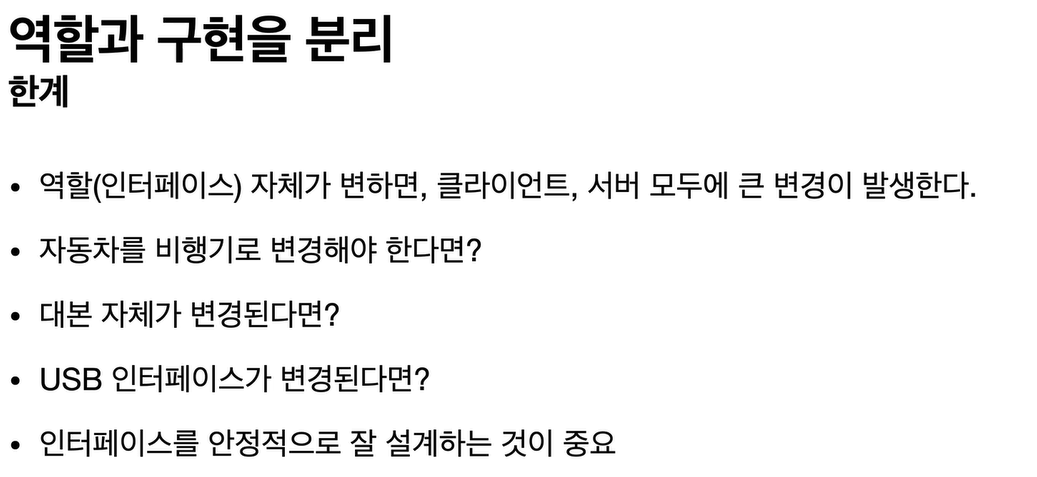 역할과 구현을 분리
한계
• 역할(인터페이스) 자체가 변하면, 클라이언트, 서버 모두에 큰 변경이 발생한다.
• 자동차를 비행기로 변경해야 한다면?
• 대본 자체가 변경된다면?
• USB 인터페이스가 변경된다면?
• 인터페이스를 안정적으로 잘 설계하는 것이 중요